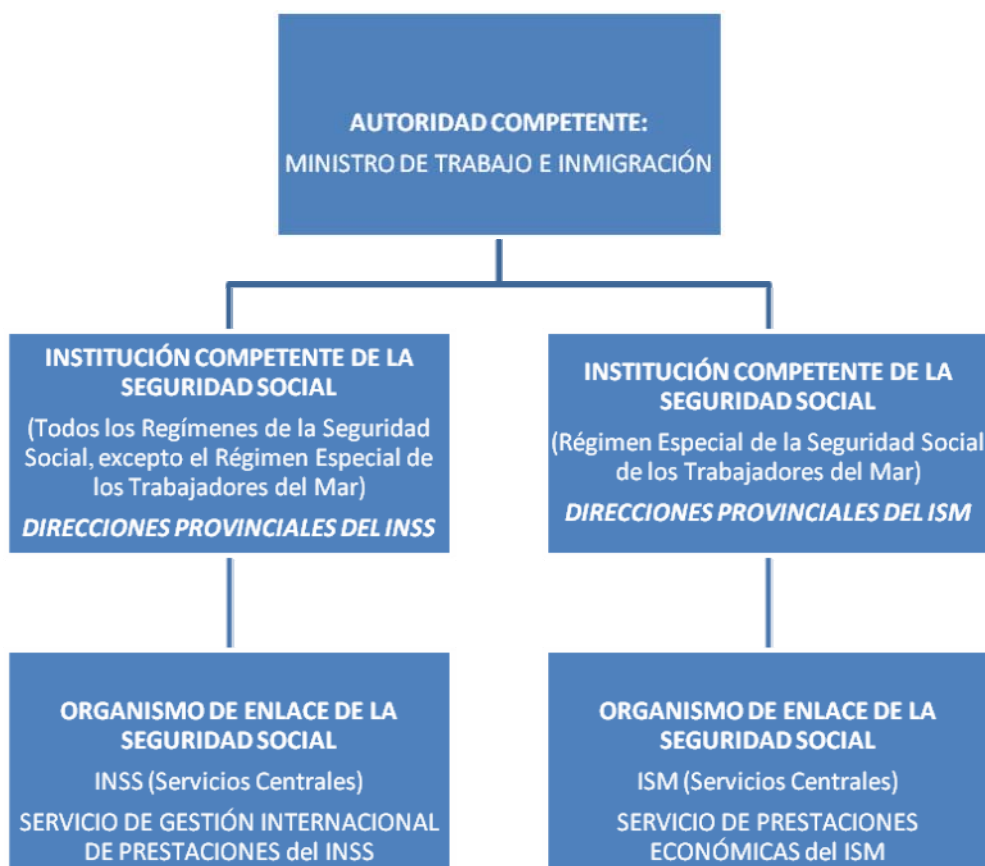 AUTORIDAD COMPETENTE:
MINISTRO DE TRABAJO E INMIGRACIÓN
INSTITUCIÓN COMPETENTE DE LA
SEGURIDAD SOCIAL
(Todos los Regímenes de la Seguridad
Social, excepto el Régimen Especial de
los Trabajadores del Mar)
DIRECCIONES PROVINCIALES DEL INSS
INSTITUCIÓN COMPETENTE DE LA
SEGURIDAD SOCIAL
(Régimen Especial de la Seguridad Social
de los Trabajadores del Mar)
DIRECCIONES PROVINCIALES DEL ISM
ORGANISMO DE ENLACE DE LA
SEGURIDAD SOCIAL
INSS (Servicios Centrales)
SERVICIO DE GESTIÓN INTERNACIONAL
DE PRESTACIONES del INSS
ORGANISMO DE ENLACE DE LA
SEGURIDAD SOCIAL
ISM (Servicios Centrales)
SERVICIO DE PRESTACIONES
ECONÓMICAS del ISM